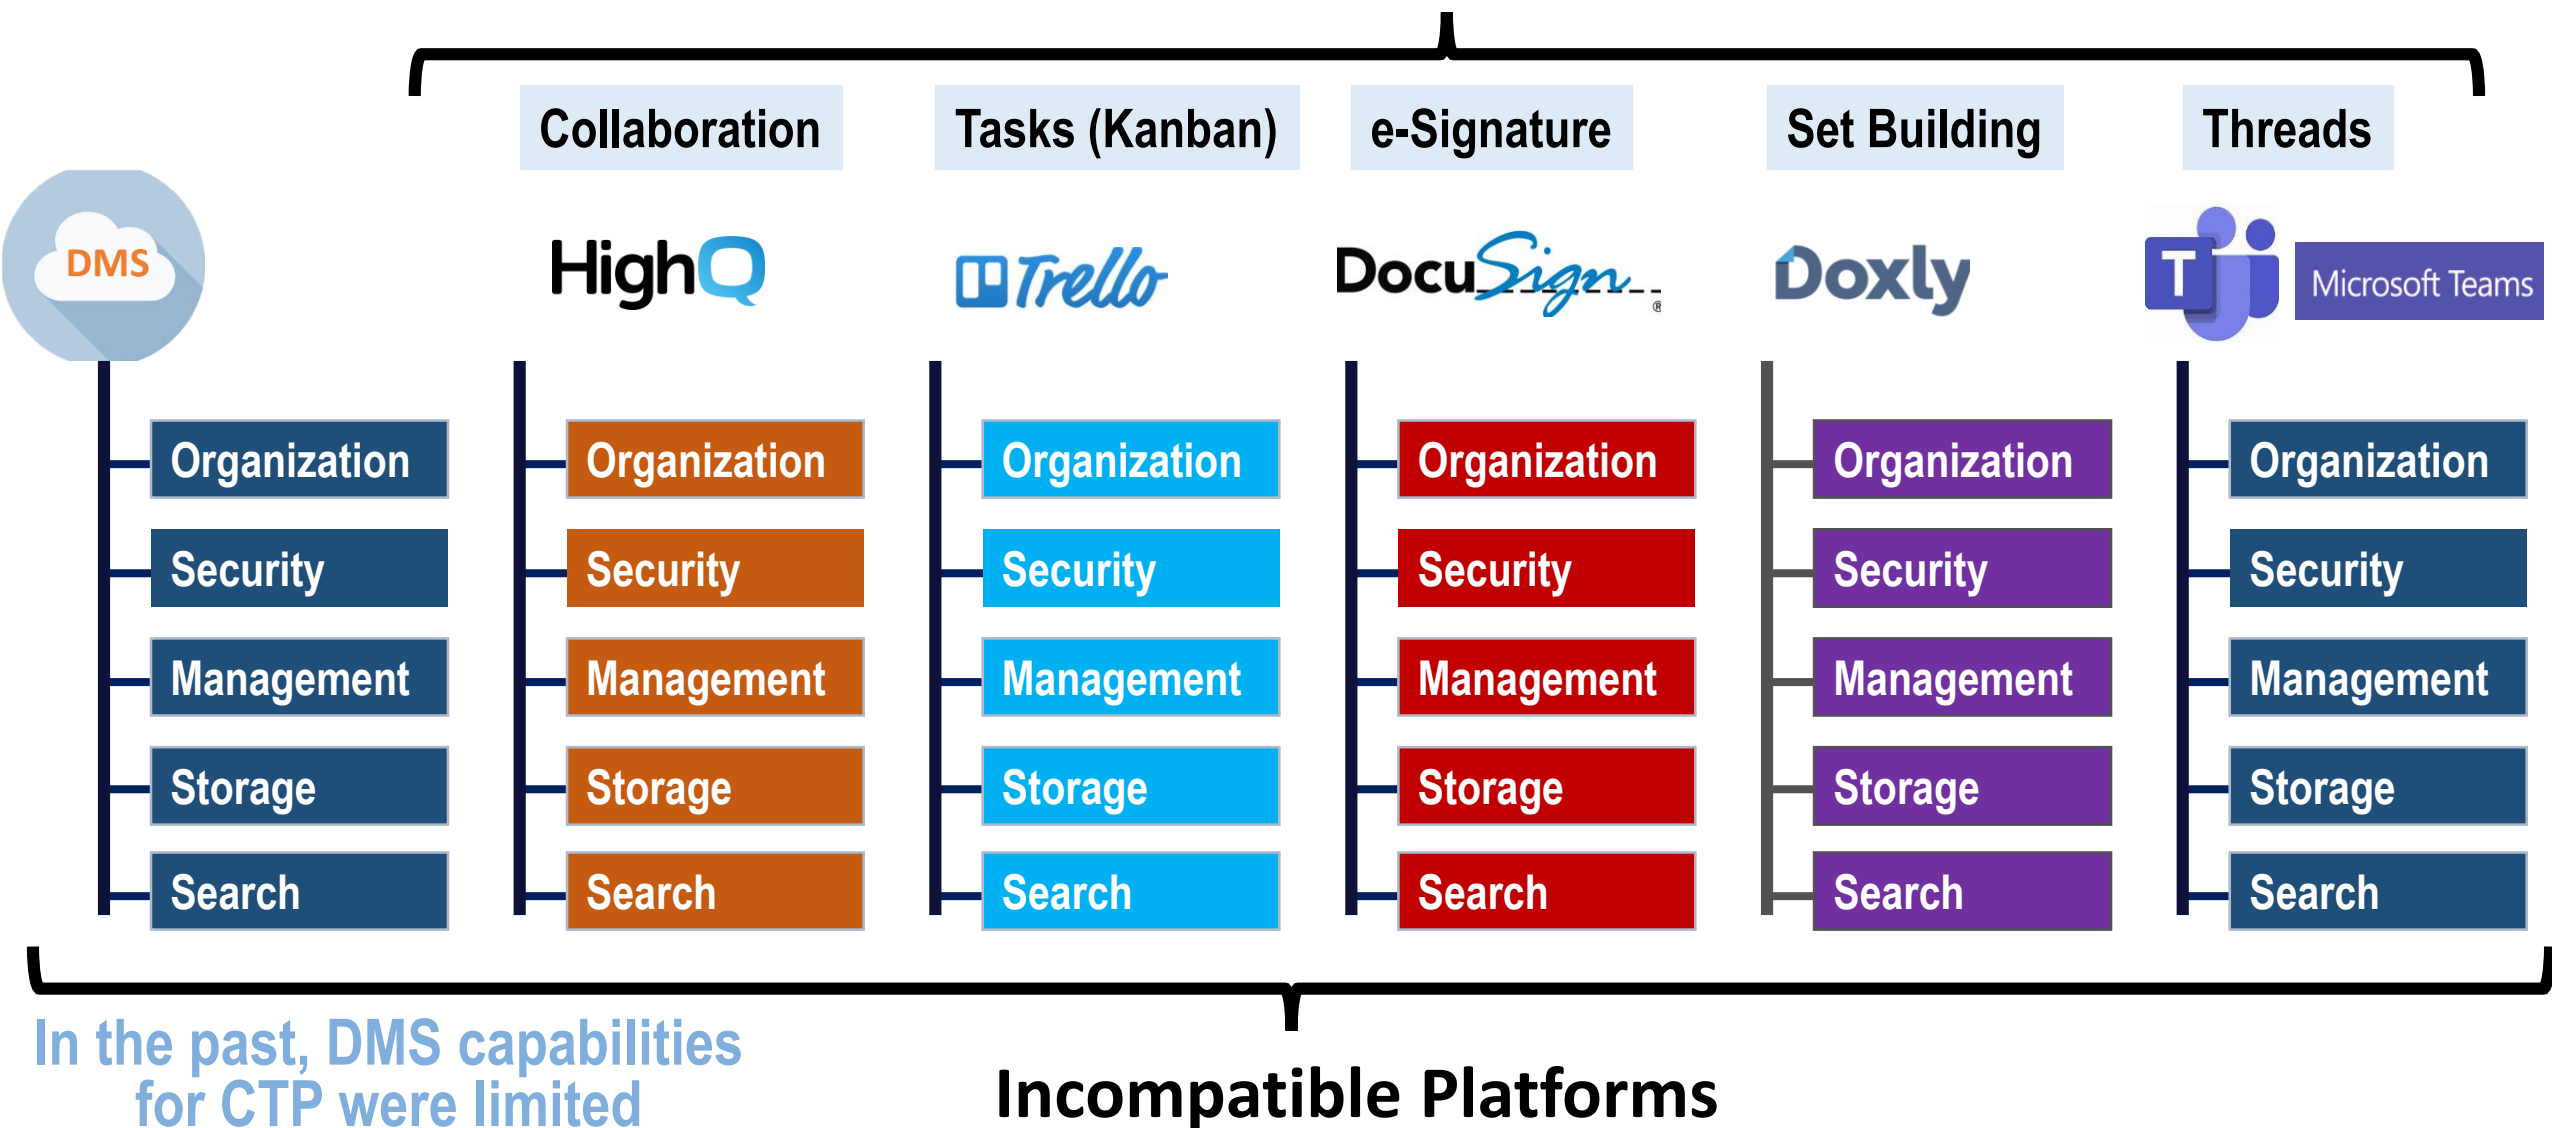 Collaboration
Tasks (Kanban)
e-Signature
Set Building
Threads
DMS
HighQ
Trello
DocuSign®
Doxly
T
Microsoft Teams
Organization
Organization
Organization
Organization
Organization
Organization
Security
Security
Security
Security
Security
Security
Management
Management
Management
Management
Management
Management
Storage
Storage
Storage
Storage
Storage
Storage
Search
Search
Search
Search
Search
Search
In the past, DMS capabilities
for CTP were limited
Incompatible Platforms